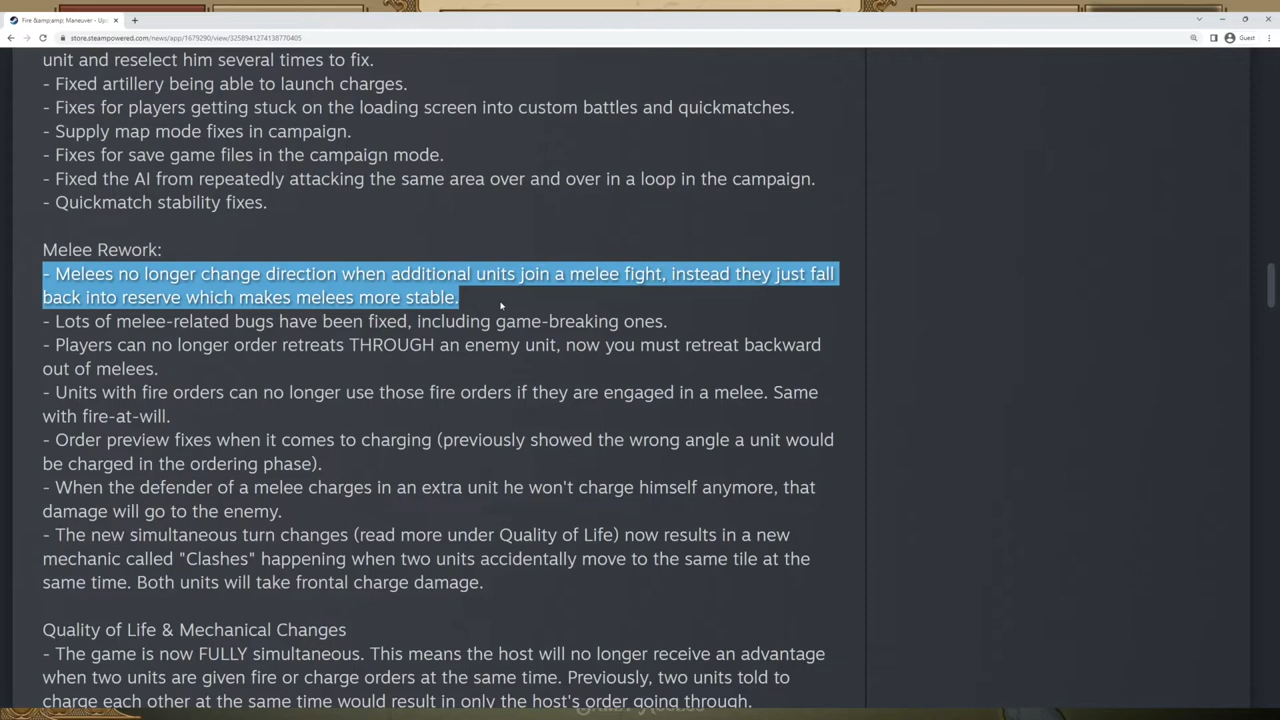 Fire &amp;amp; Maneuver - Upd
store.steampowered.com/news/app/1679290/view/3258941274138770405
Guest
unit and reselect him several times to fix.
- Fixed artillery being able to launch charges.
- Fixes for players getting stuck on the loading screen into custom battles and quickmatches.
- Supply map mode fixes in campaign.
- Fixes for save game files in the campaign mode.
- Fixed the AI from repeatedly attacking the same area over and over in a loop in the campaign.
- Quickmatch stability fixes.
Melee Rework:
- Melees no longer change direction when additional units join a melee fight, instead they just fall
back into reserve which makes melees more stable.
- Lots of melee-related bugs have been fixed, including game-breaking ones.
- Players can no longer order retreats THROUGH an enemy unit, now you must retreat backward
out of melees.
- Units with fire orders can no longer use those fire orders if they are engaged in a melee. Same
with fire-at-will.
- Order preview fixes when it comes to charging (previously showed the wrong angle a unit would
be charged in the ordering phase).
- When the defender of a melee charges in an extra unit he won't charge himself anymore, that
damage will go to the enemy.
- The new simultaneous turn changes (read more under Quality of Life) now results in a new
mechanic called "Clashes" happening when two units accidentally move to the same tile at the
same time. Both units will take frontal charge damage.
Quality of Life & Mechanical Changes
- The game is now FULLY simultaneous. This means the host will no longer receive an advantage
when two units are given fire or charge orders at the same time. Previously, two units told to
charge each other at the same time would result in only the host's order going through.